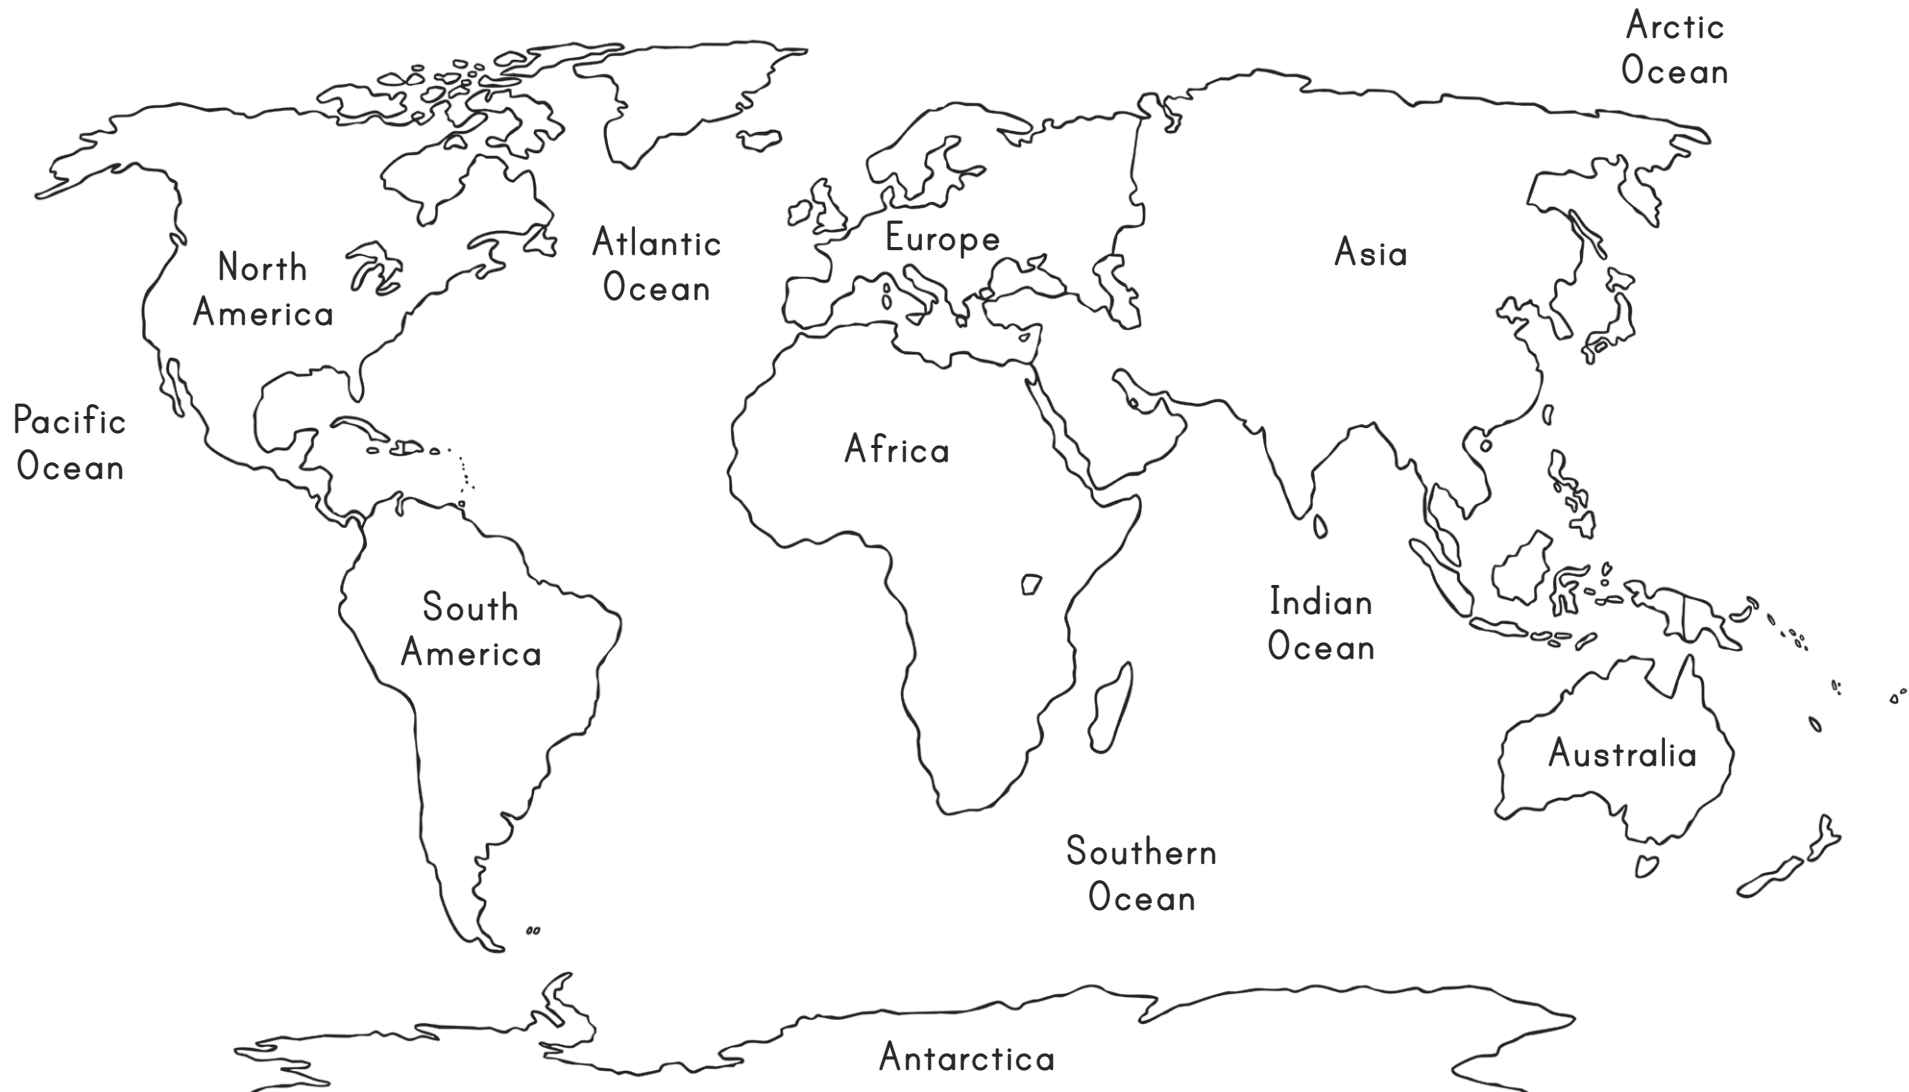 Arctic
Ocean
North
America
Atlantic
Ocean
Europe
Asia
Pacific
Ocean
Africa
South
America
Indian
Ocean
Australia
Southern
Ocean
Antarctica